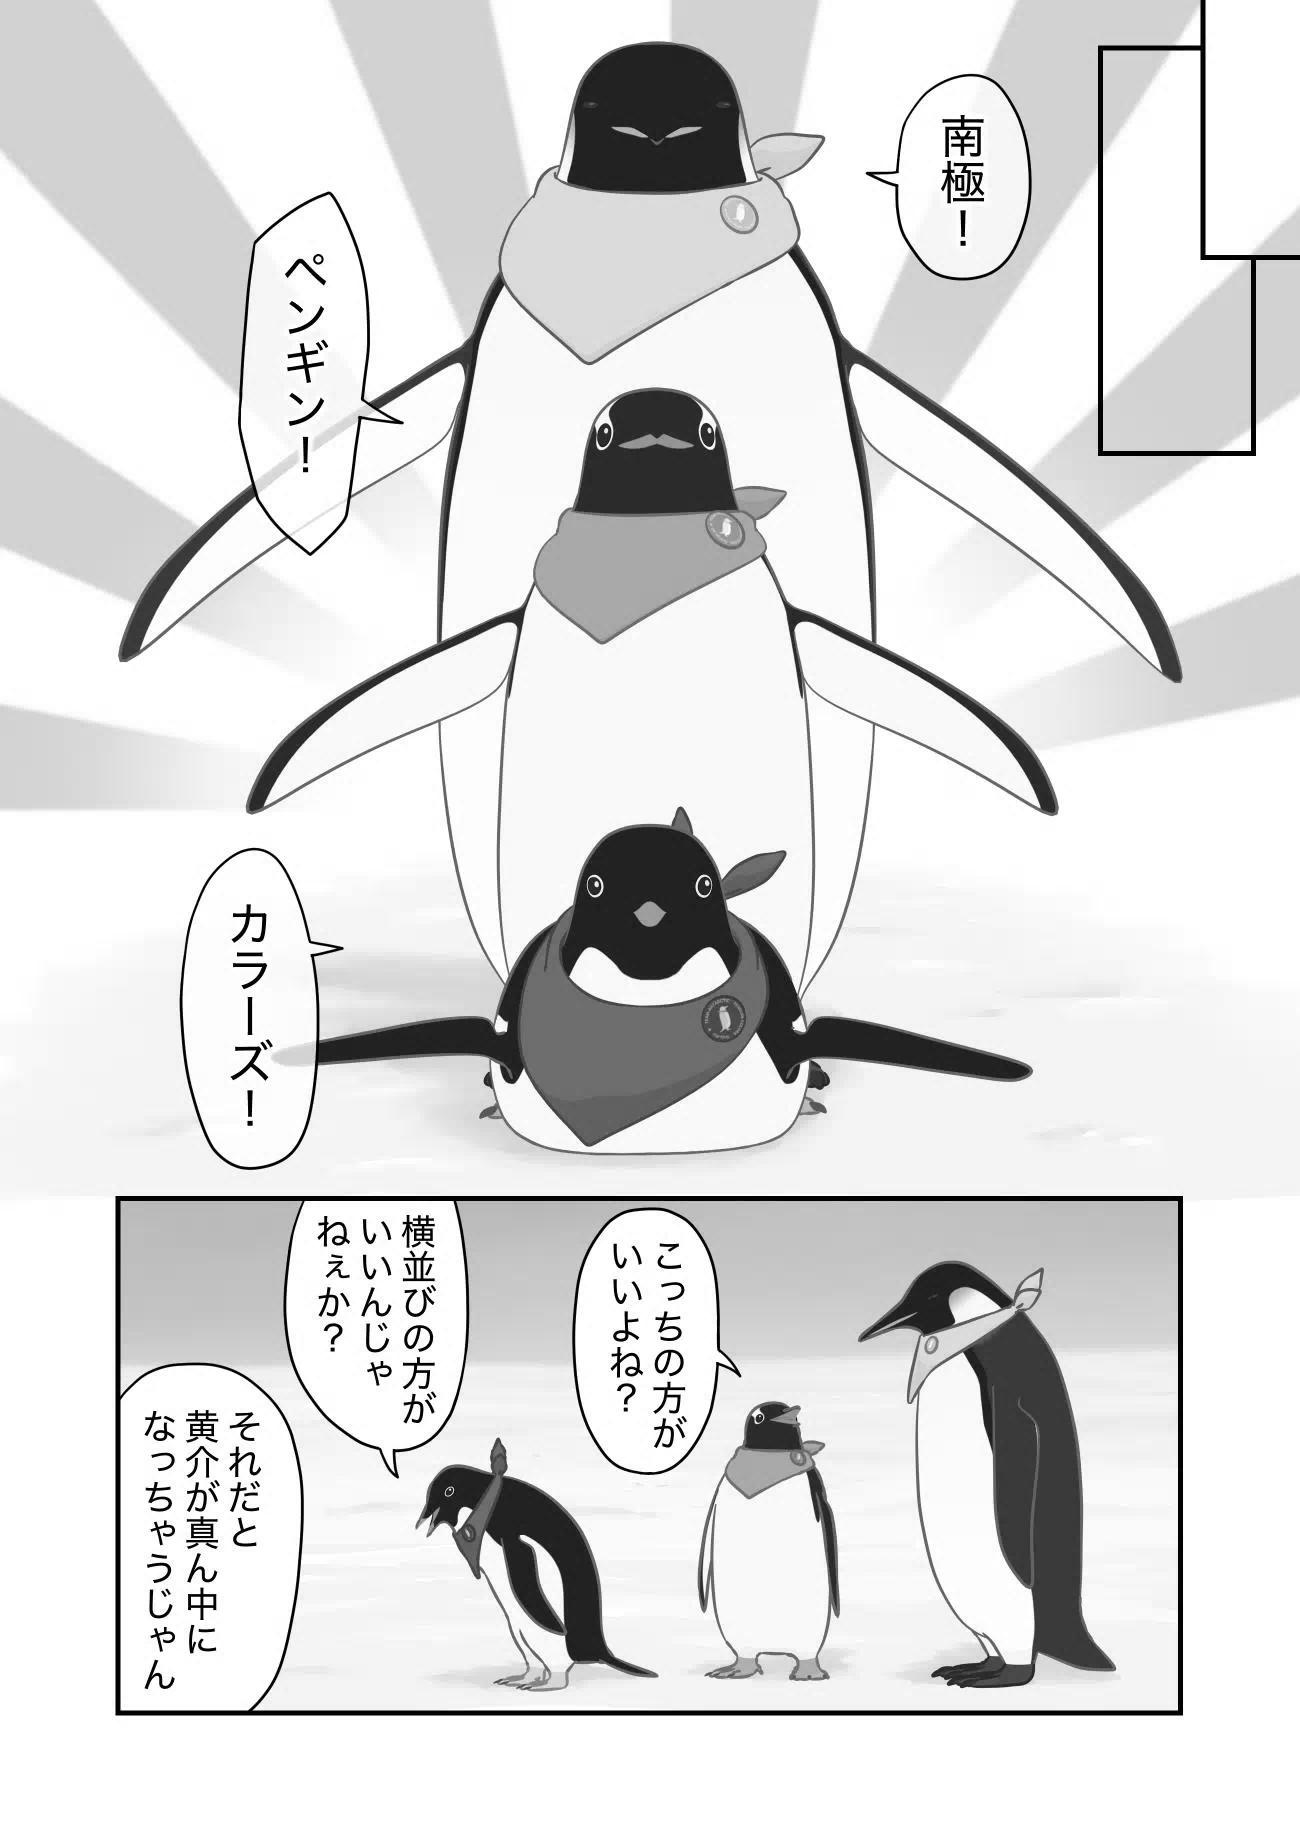 南極！
ペンギン！
カラーズ！
こっちの方が
いいよね？
横並びの方が
いいんじゃ
ねぇか？
それだと
黄介が真ん中に
なっちゃうじゃん